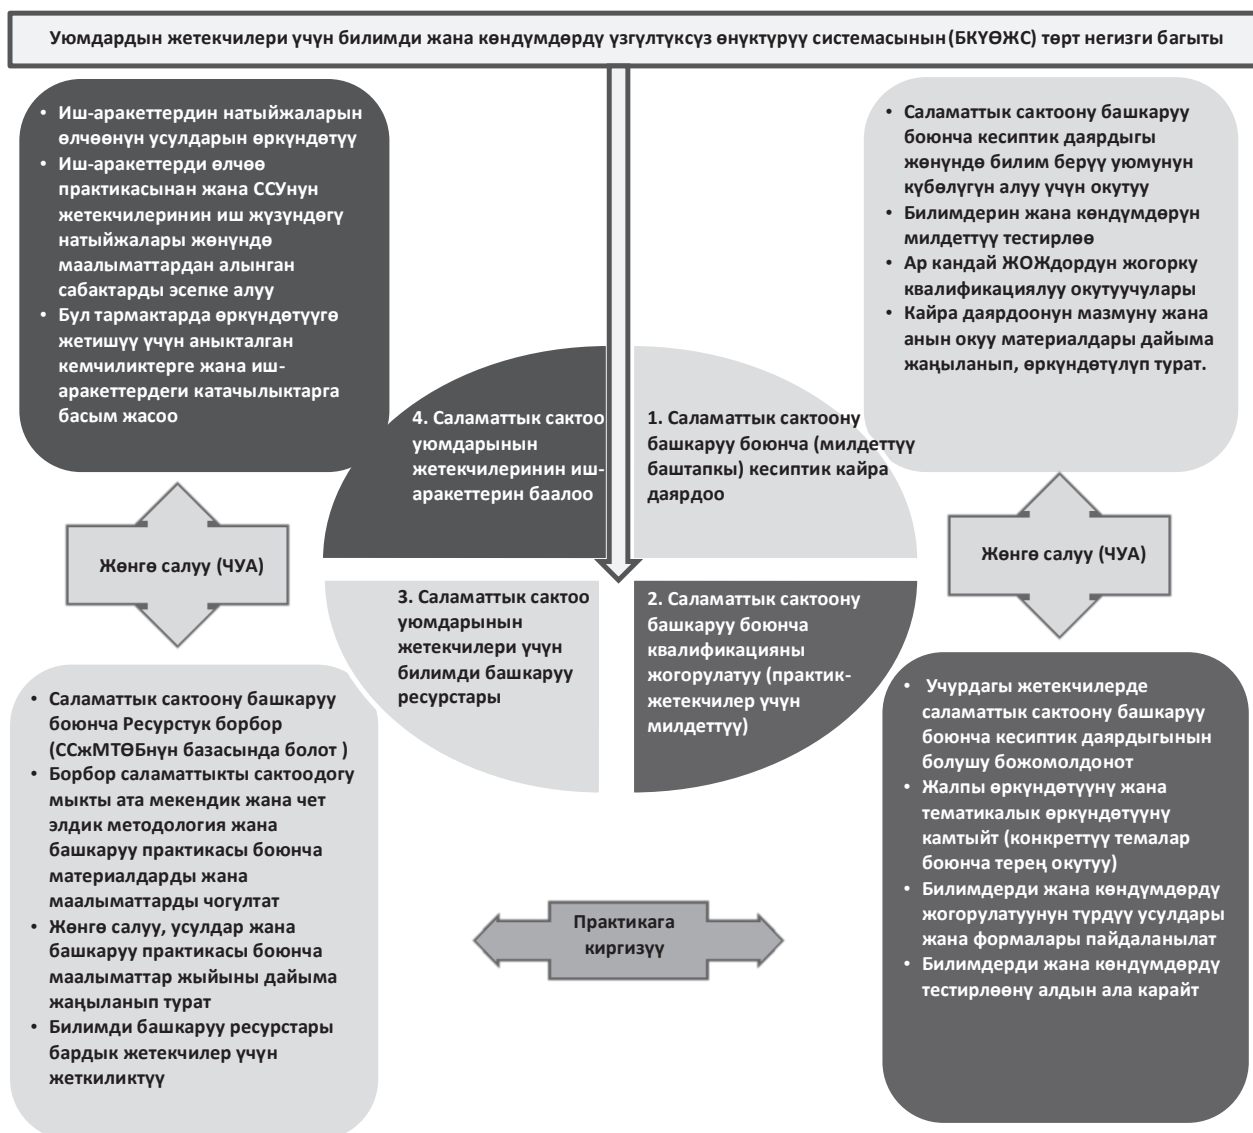 Уюмдардын жетекчилери үчүн билимди жана көндүмдөрдү үзгүлтүксүз өнүктүрүү системасынын (БКҮӨЖС) төрт негизги багыты
• Иш-аракеттердин натыйжаларын
өлчөөнүн усулдарын өркүндөтүү
• Иш-аракеттерди өлчөө
практикасынан жана ССУнун
жетекчилеринин иш жүзүндөгү
натыйжалары жөнүндө
маалыматтардан алынган
сабактарды эсепке алуу
• Бул тармактарда өркүндөтүүгө
жетишүү үчүн аныкталган
кемчиликтерге жана иш-
аракеттердеги катачылыктарга
басым жасоо
• Саламаттык сактоону башкаруу
боюнча кесиптик даярдыгы
жөнүндө билим берүү уюмунун
күбөлүгүн алуу үчүн окутуу
• Билимдерин жана көндүмдөрүн
милдеттүү тестирлөө
• Ар кандай ЖОЖдордун жогорку
квалификациялуу окутуучулары
• Кайра даярдоонун мазмуну жана
анын окуу материалдары дайыма
жаңыланып, өркүндөтүлүп турат.
4. Саламаттык сактоо
уюмдарынын
жетекчилеринин иш-
аракеттерин баалоо
1. Саламаттык сактоону
башкаруу боюнча (милдеттүү
баштапкы) кесиптик кайра
даярдоо
Жөнгө салуу (ЧУА)
Жөнгө салуу (ЧУА)
3. Саламаттык сактоо
уюмдарынын
жетекчилери үчүн
билимди башкаруу
ресурстары
2. Саламаттык сактоону
башкаруу боюнча
квалификацияны
жогорулатуу (практик-
жетекчилер үчүн
милдеттүү)
• Саламаттык сактоону башкаруу
боюнча Ресурстук борбор
(ССжМТӨБнүн базасында болот )
• Борбор саламаттыкты сактоодогу
мыкты ата мекендик жана чет
элдик методология жана
башкаруу практикасы боюнча
материалдарды жана
маалыматтарды чогултат
• Жөнгө салуу, усулдар жана
башкаруу практикасы боюнча
маалыматтар жыйыны дайыма
жаңыланып турат
• Билимди башкаруу ресурстары
бардык жетекчилер үчүн
жеткиликтүү
Практикага
киргизүү
• Учурдагы жетекчилерде
саламаттык сактоону башкаруу
боюнча кесиптик даярдыгынын
болушу божомолдонот
• Жалпы өркүндөтүүнү жана
тематикалык өркүндөтүүнү
камтыйт (конкреттүү темалар
боюнча терең окутуу)
• Билимдерди жана көндүмдөрдү
жогорулатуунун түрдүү усулдары
жана формалары пайдаланылат
• Билимдерди жана көндүмдөрдү
тестирлөөнү алдын ала карайт